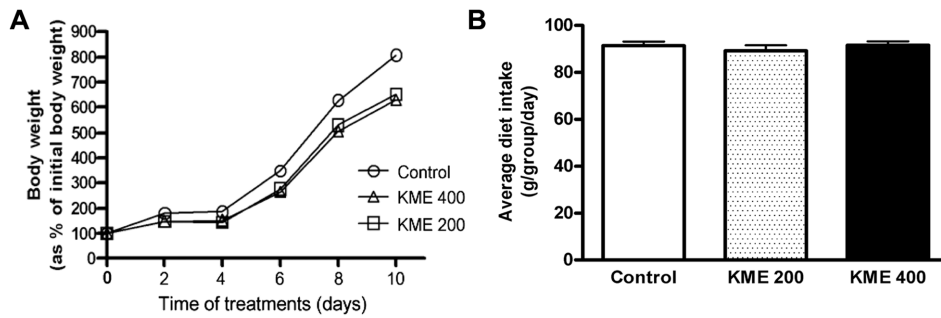 A
Body weight
(as % of initial body weight)
900
800
700
600
500
400
300
200
100
0
0 2 4 6 8 10
Time of treatments (days)
Control
KME 400
KME 200
B
Average diet intake
(g/group/day)
100
80
60
40
20
0
Control KME 200 KME 400